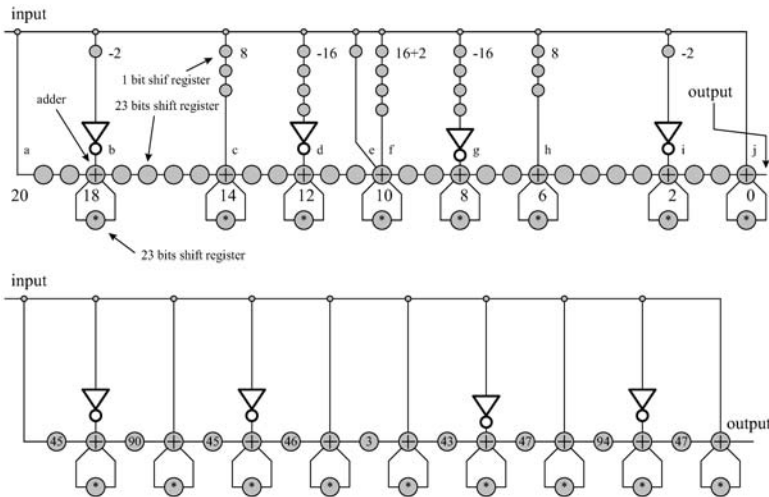 input
-2 8 -16 16+2 -16 8 -2
1 bit shif register
output
adder
23 bits shift register
a b c d e f g h i j
20 18 14 12 10 8 6 2 0
* * * * * * * *
23 bits shift register
input
output
45 90 45 46 3 43 47 94 47
* * * * * * * * *